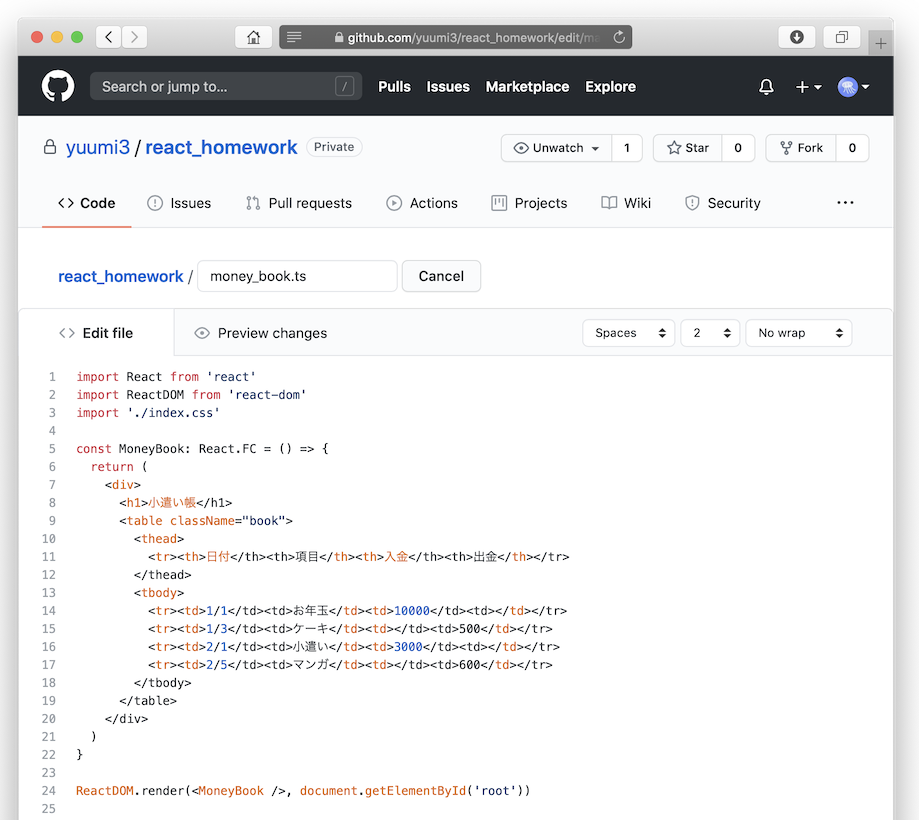 github.com/yuumi3/react_homework/edit/ma
Search or jump to... / Pulls Issues Marketplace Explore
yuumi3 / react_homework Private Unwatch 1 Star 0 Fork 0
Code Issues Pull requests Actions Projects Wiki Security ...
react_homework / money_book.ts Cancel
Edit file Preview changes Spaces 2 No wrap
1 import React from 'react'
2 import ReactDOM from 'react-dom'
3 import './index.css'
4
5 const MoneyBook: React.FC = () => {
6 return (
7 <div>
8 <h1>小遣い帳</h1>
9 <table className="book">
10 <thead>
11 <tr><th>日付</th><th>項目</th><th>入金</th><th>出金</th></tr>
12 </thead>
13 <tbody>
14 <tr><td>1/1</td><td>お年玉</td><td>10000</td><td></td></tr>
15 <tr><td>1/3</td><td>ケーキ</td><td></td><td>500</td></tr>
16 <tr><td>2/1</td><td>小遣い</td><td>3000</td><td></td></tr>
17 <tr><td>2/5</td><td>マンガ</td><td></td><td>600</td></tr>
18 </tbody>
19 </table>
20 </div>
21 )
22 }
23
24 ReactDOM.render(<MoneyBook />, document.getElementById('root'))
25